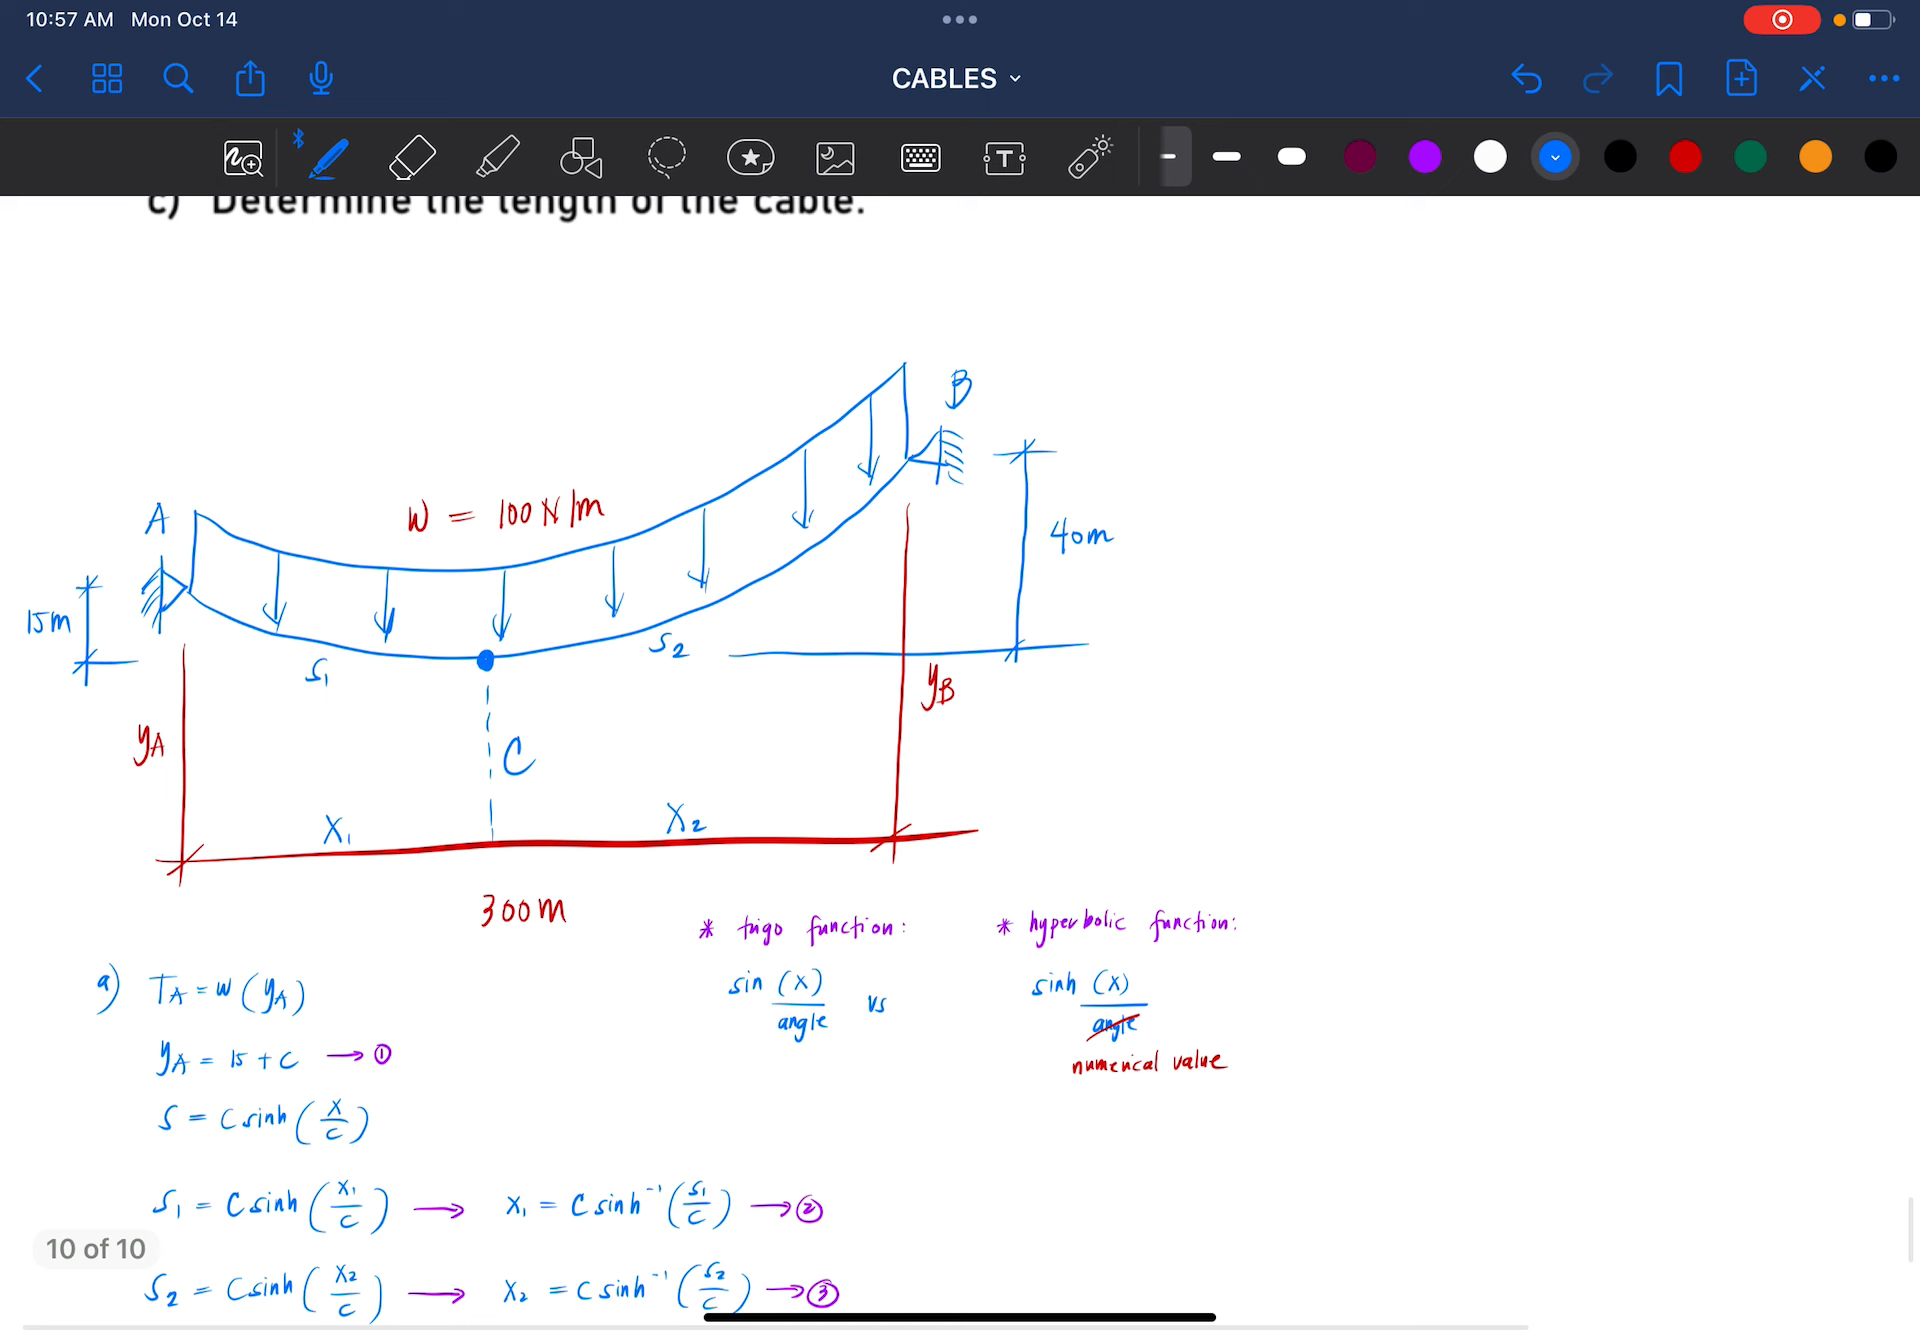 10:57 AM Mon Oct 14
CABLES
c) Determine the length of the cable.
B
A
W = 100 N/m
40m
15m
S₁
S₂
yA
yB
C
X₁
X₂
300m
* trigo function:
* hyperbolic function:
a) TA = W (yA)
sin (x)
angle
vs
sinh (x)
angle
numerical value
yA = 15 + C → ①
S = C sinh (x/c)
S₁ = C sinh (x₁/c) → x₁ = C sinh⁻¹ (S₁/c) → ②
10 of 10
S₂ = C sinh (x₂/c) → x₂ = C sinh⁻¹ (S₂/c) → ③